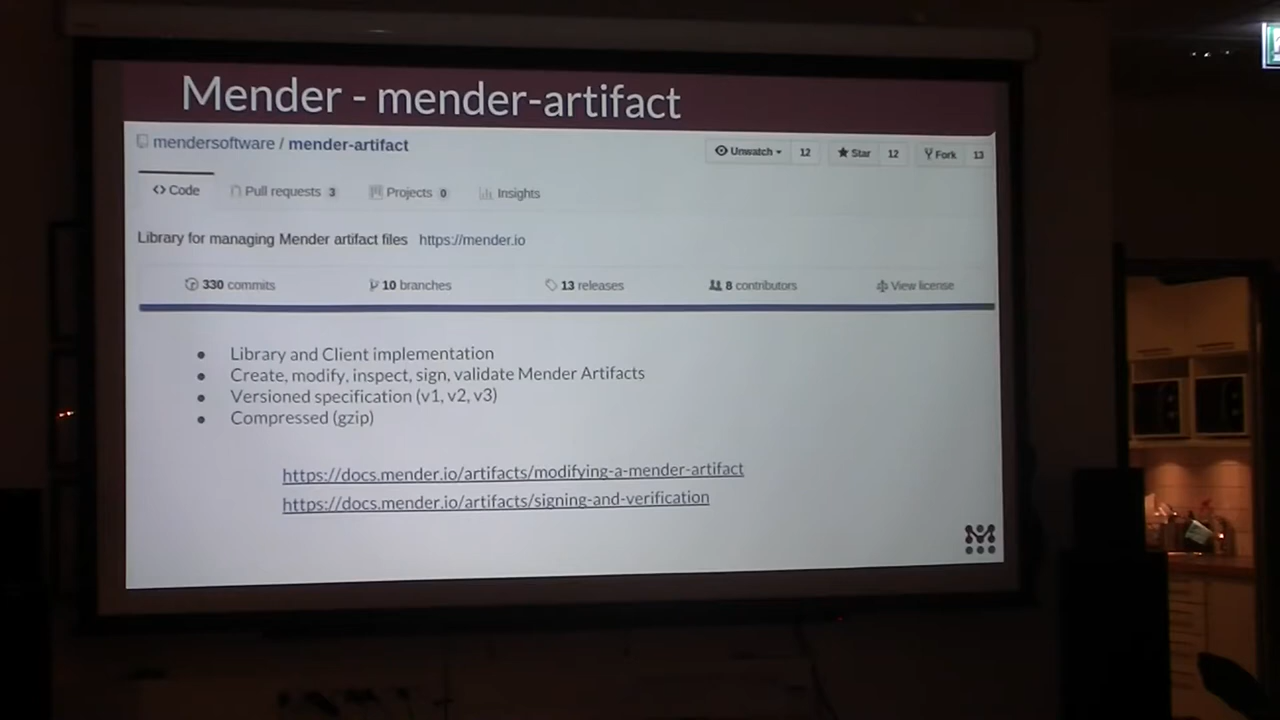 Mender - mender-artifact
mendersoftware / mender-artifact
Unwatch 12 Star 12 Fork 13
<> Code Pull requests 3 Projects 0 Insights
Library for managing Mender artifact files https://mender.io
330 commits 10 branches 13 releases 8 contributors View license
● Library and Client implementation
● Create, modify, inspect, sign, validate Mender Artifacts
● Versioned specification (v1, v2, v3)
● Compressed (gzip)
https://docs.mender.io/artifacts/modifying-a-mender-artifact
https://docs.mender.io/artifacts/signing-and-verification